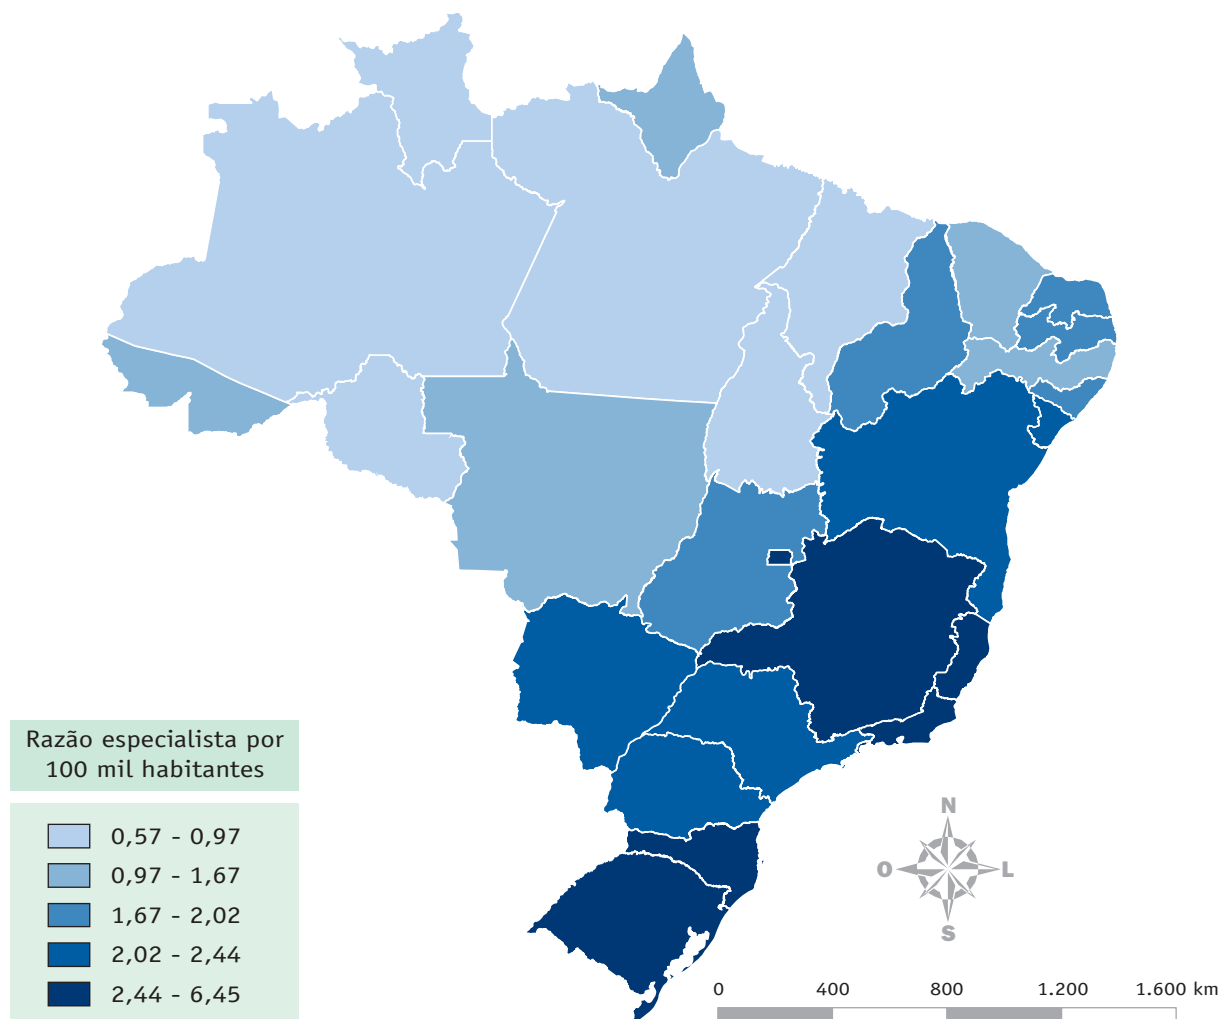 Razão especialista por
100 mil habitantes
0,57 - 0,97
0,97 - 1,67
1,67 - 2,02
2,02 - 2,44
2,44 - 6,45
N
O
L
S
0 400 800 1.200 1.600 km